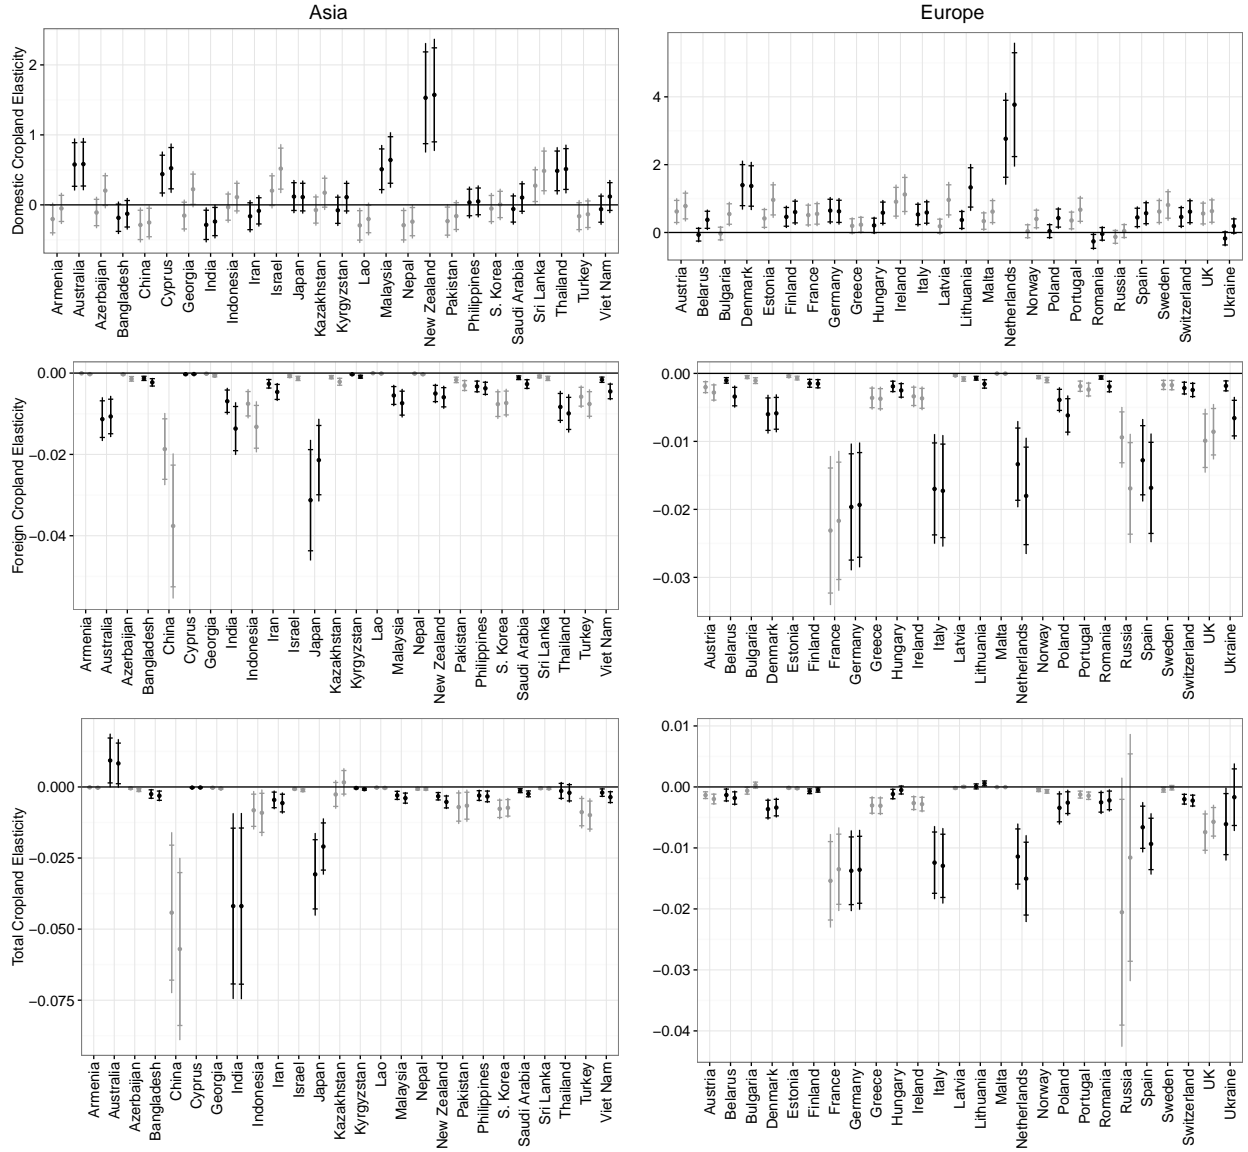 Asia
Europe
Domestic Cropland Elasticity
2
1
0
4
2
0
Armenia
Australia
Azerbaijan
Bangladesh
China
Cyprus
Georgia
India
Indonesia
Iran
Israel
Japan
Kazakhstan
Kyrgyzstan
Lao
Malaysia
Nepal
New Zealand
Pakistan
Philippines
S. Korea
Saudi Arabia
Sri Lanka
Thailand
Turkey
Viet Nam
Austria
Belarus
Bulgaria
Denmark
Estonia
Finland
France
Germany
Greece
Hungary
Ireland
Italy
Latvia
Lithuania
Malta
Netherlands
Norway
Poland
Portugal
Romania
Russia
Spain
Sweden
Switzerland
UK
Ukraine
Foreign Cropland Elasticity
0.00
−0.02
−0.04
0.00
−0.01
−0.02
−0.03
Armenia
Australia
Azerbaijan
Bangladesh
China
Cyprus
Georgia
India
Indonesia
Iran
Israel
Japan
Kazakhstan
Kyrgyzstan
Lao
Malaysia
Nepal
New Zealand
Pakistan
Philippines
S. Korea
Saudi Arabia
Sri Lanka
Thailand
Turkey
Viet Nam
Austria
Belarus
Bulgaria
Denmark
Estonia
Finland
France
Germany
Greece
Hungary
Ireland
Italy
Latvia
Lithuania
Malta
Netherlands
Norway
Poland
Portugal
Romania
Russia
Spain
Sweden
Switzerland
UK
Ukraine
Total Cropland Elasticity
0.000
−0.025
−0.050
−0.075
0.01
0.00
−0.01
−0.02
−0.03
−0.04
Armenia
Australia
Azerbaijan
Bangladesh
China
Cyprus
Georgia
India
Indonesia
Iran
Israel
Japan
Kazakhstan
Kyrgyzstan
Lao
Malaysia
Nepal
New Zealand
Pakistan
Philippines
S. Korea
Saudi Arabia
Sri Lanka
Thailand
Turkey
Viet Nam
Austria
Belarus
Bulgaria
Denmark
Estonia
Finland
France
Germany
Greece
Hungary
Ireland
Italy
Latvia
Lithuania
Malta
Netherlands
Norway
Poland
Portugal
Romania
Russia
Spain
Sweden
Switzerland
UK
Ukraine